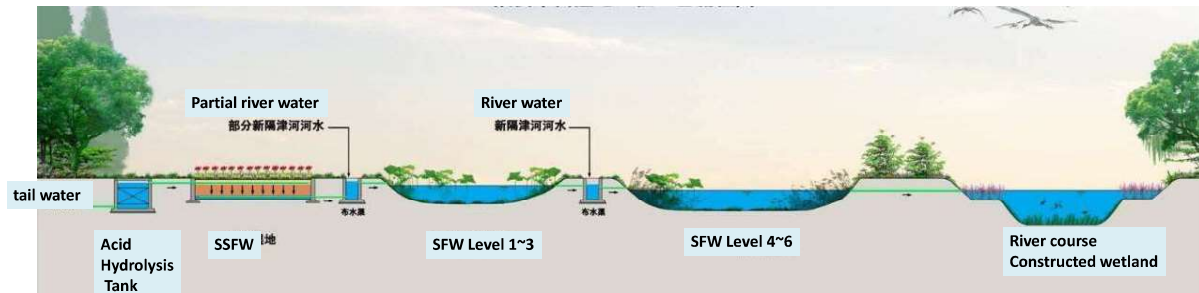 Partial river water
部分新隔津河河水
River water
新隔津河河水
tail water
布水渠
布水渠
Acid
Hydrolysis
Tank
SSFW
地
SFW Level 1~3
SFW Level 4~6
River course
Constructed wetland